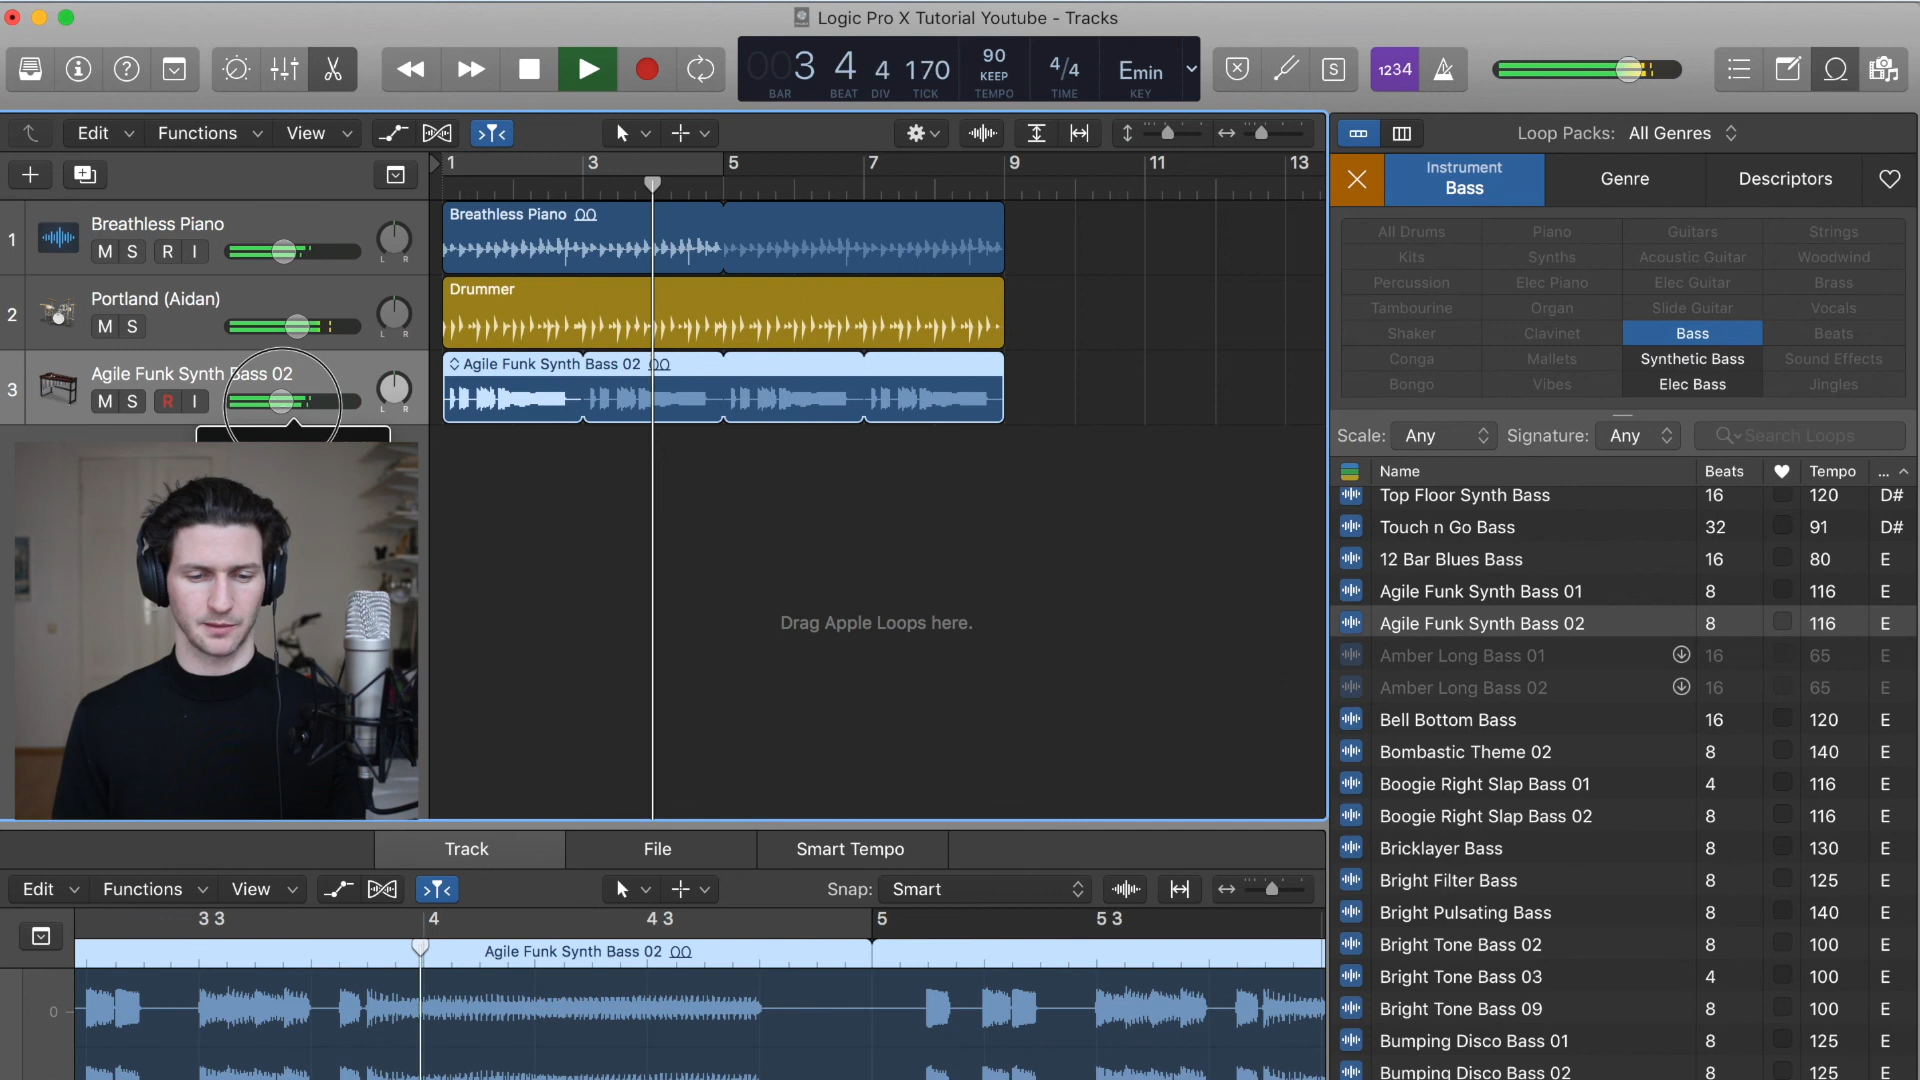 Logic Pro X Tutorial Youtube - Tracks
003 4 4 170
BAR BEAT DIV TICK
90
KEEP
TEMPO
4/4
TIME
Emin
KEY
S
1234
Edit Functions View
Loop Packs: All Genres
1 3 5 7 9 11 13
Instrument
Bass
Genre
Descriptors
1
Breathless Piano
M S R I
L R
2
Portland (Aidan)
M S
L R
3
Agile Funk Synth Bass 02
M S R I
L R
Breathless Piano
Drummer
Agile Funk Synth Bass 02
Drag Apple Loops here.
All Drums Piano Guitars Strings
Kits Synths Acoustic Guitar Woodwind
Percussion Elec Piano Elec Guitar Brass
Tambourine Organ Slide Guitar Vocals
Shaker Clavinet Bass Beats
Conga Mallets Synthetic Bass Sound Effects
Bongo Vibes Elec Bass Jingles
Scale: Any Signature: Any Search Loops
Name Beats Tempo ...
Top Floor Synth Bass 16 120 D#
Touch n Go Bass 32 91 D#
12 Bar Blues Bass 16 80 E
Agile Funk Synth Bass 01 8 116 E
Agile Funk Synth Bass 02 8 116 E
Amber Long Bass 01 16 65 E
Amber Long Bass 02 16 65 E
Bell Bottom Bass 16 120 E
Bombastic Theme 02 8 140 E
Boogie Right Slap Bass 01 4 116 E
Boogie Right Slap Bass 02 8 116 E
Bricklayer Bass 8 130 E
Bright Filter Bass 8 125 E
Bright Pulsating Bass 8 140 E
Bright Tone Bass 02 8 100 E
Bright Tone Bass 03 4 100 E
Bright Tone Bass 09 8 100 E
Bumping Disco Bass 01 8 125 E
Bumping Disco Bass 02 8 125 E
Track File Smart Tempo
Edit Functions View Snap: Smart
3 3 4 4 3 5 5 3
Agile Funk Synth Bass 02
0